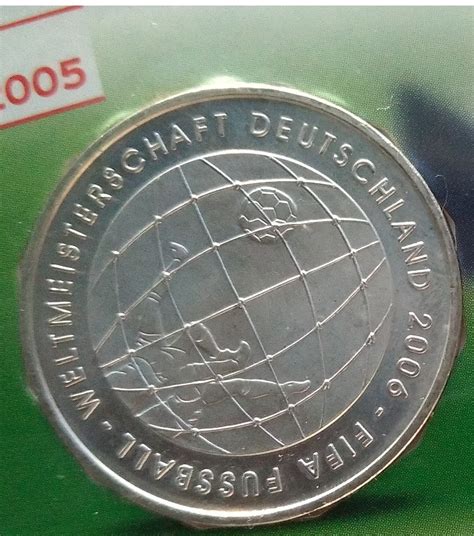 2005
FIFA FUSSBALL - WELTMEISTERSCHAFT DEUTSCHLAND 2006 -